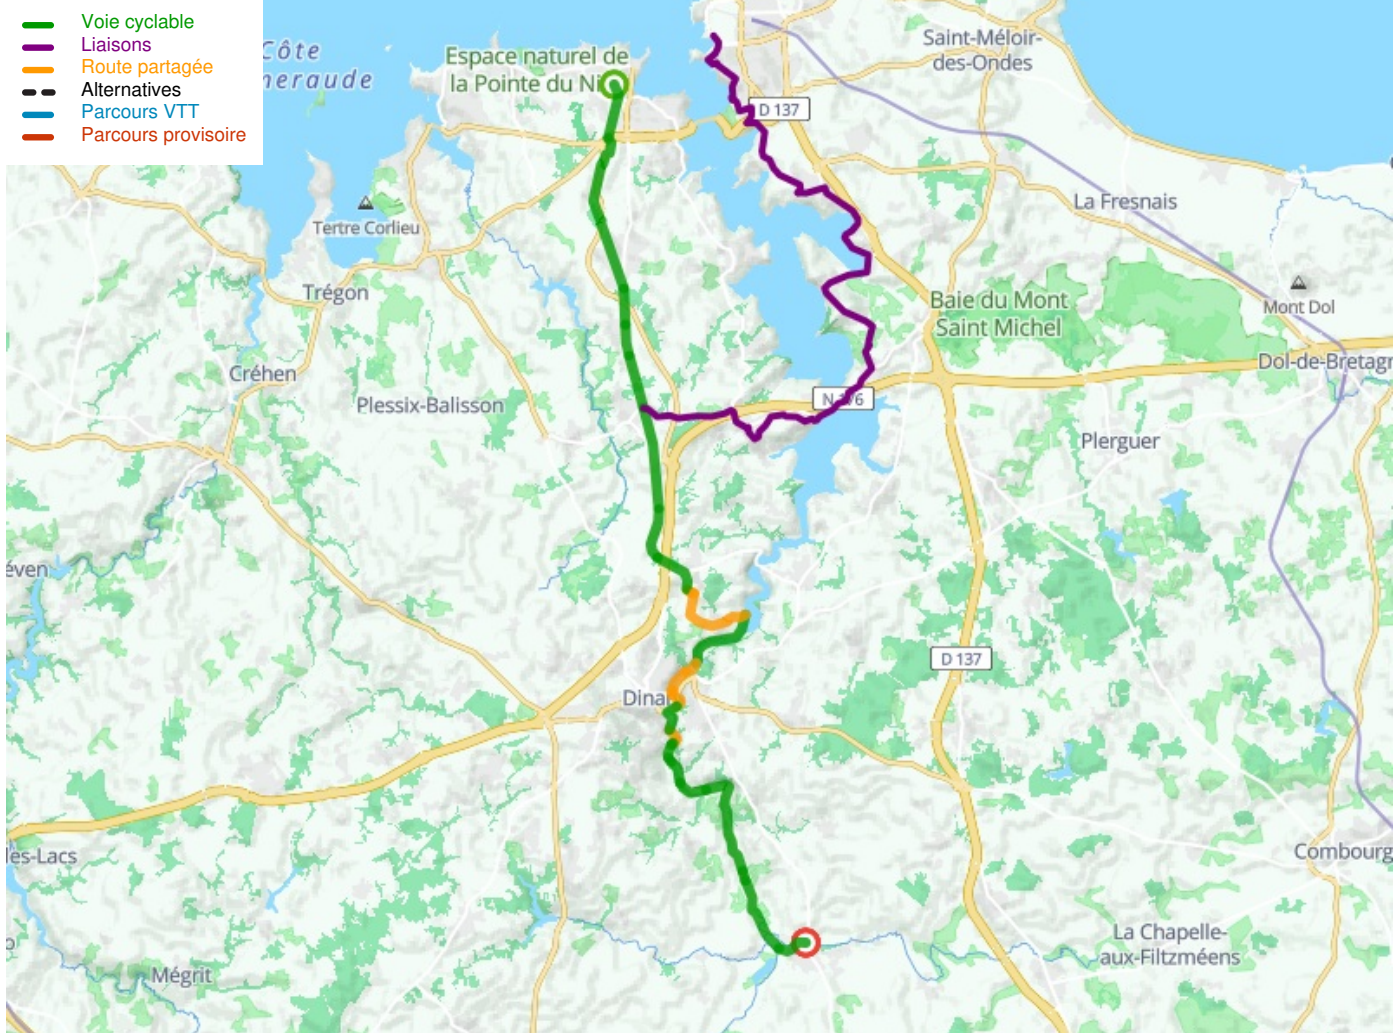 Voie cyclable
Liaisons
Route partagée
Alternatives
Parcours VTT
Parcours provisoire
Côte
neraude
Espace naturel de
la Pointe du Ni
Saint-Méloir-
des-Ondes
D 137
La Fresnais
Tertre Corlieu
Trégon
Baie du Mont
Saint Michel
Mont Dol
Dol-de-Bretagr
Créhen
Plessix-Balisson
N 176
Plerguer
éven
D 137
Dina
les-Lacs
Combourg
La Chapelle-
aux-Filtzméens
Mégrit